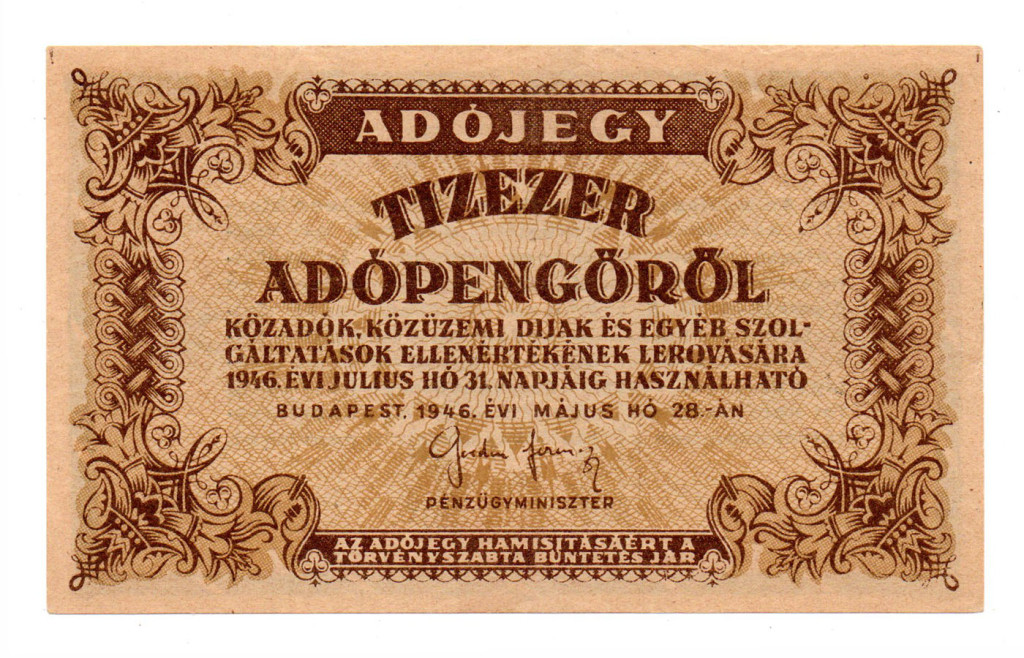 ADÓJEGY
TIZEZER
ADÓPENGŐRŐL
KÖZADÓK, KÖZÜZEMI DIJAK ÉS EGYÉB SZOL-
GÁLTATÁSOK ELLENÉRTÉKÉNEK LEROVÁSÁRA
1946. ÉVI JULIUS HÓ 31. NAPJÁIG HASZNÁLHATÓ
BUDAPEST, 1946. ÉVI MÁJUS HÓ 28.-ÁN
PÉNZÜGYMINISZTER
AZ ADÓJEGY HAMISITÁSÁÉRT A
TÖRVÉNYSZABTA BÜNTETÉS JÁR